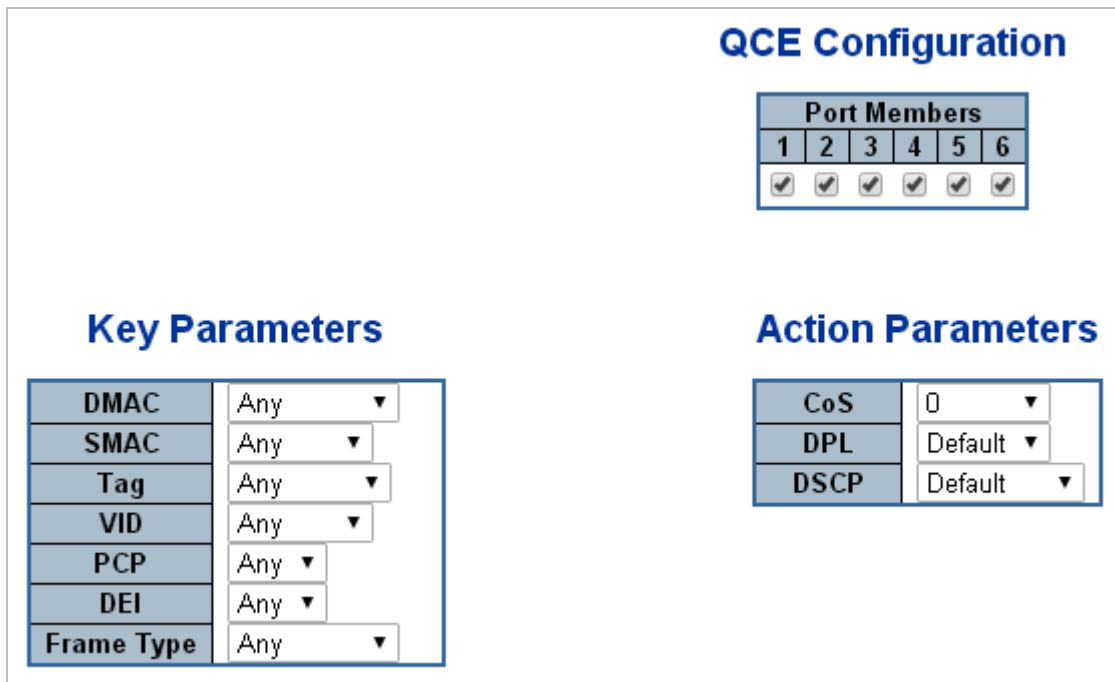 QCE Configuration
Port Members
1 2 3 4 5 6
Key Parameters
DMAC Any
SMAC Any
Tag Any
VID Any
PCP Any
DEI Any
Frame Type Any
Action Parameters
CoS 0
DPL Default
DSCP Default